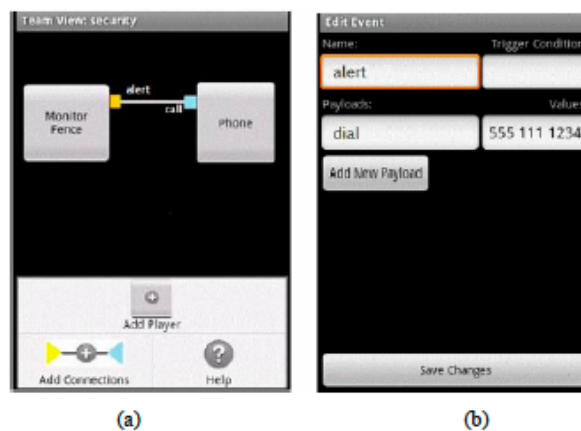 Team View: security
alert
call
Monitor
Fence
Phone
Add Player
Add Connections
Help
(a)
Edit Event
Name:
Trigger Condition
alert
Payloads:
Value
dial
555 111 1234
Add New Payload
Save Changes
(b)